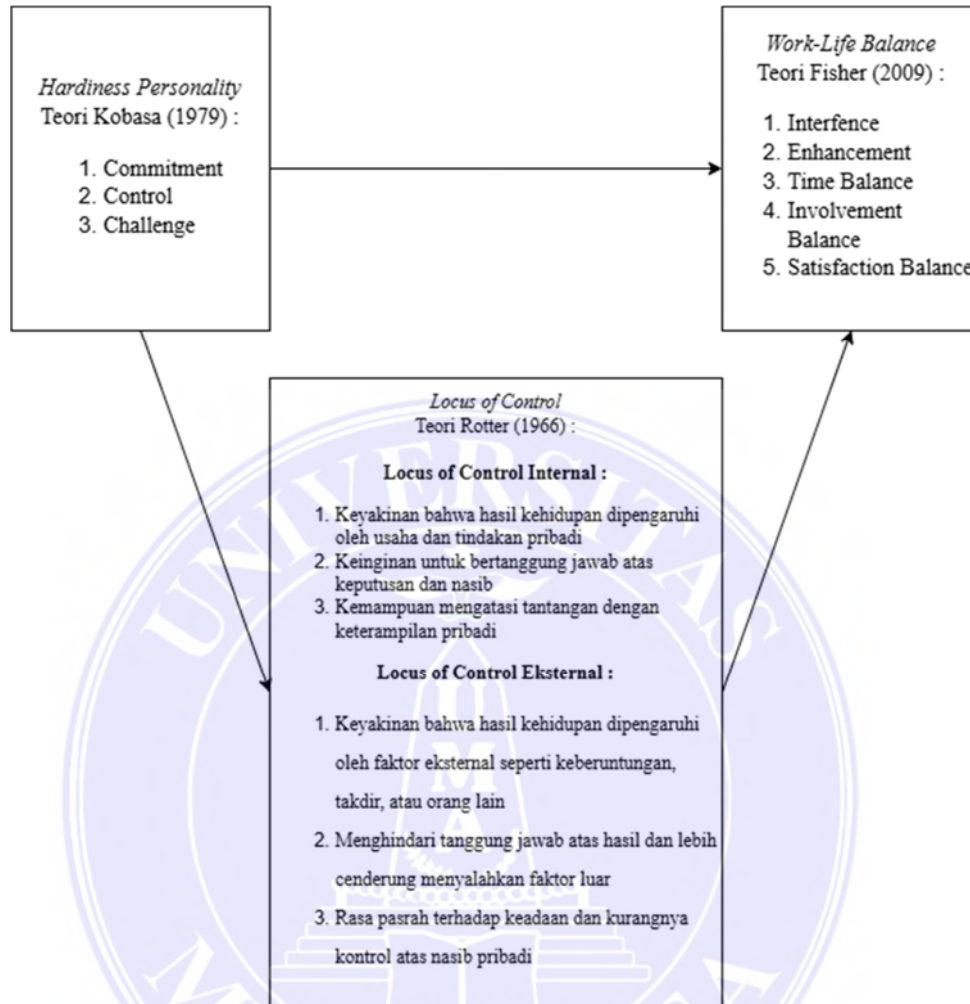 Hardiness Personality
Teori Kobasa (1979) :
1. Commitment
2. Control
3. Challenge
Work-Life Balance
Teori Fisher (2009) :
1. Interfence
2. Enhancement
3. Time Balance
4. Involvement
Balance
5. Satisfaction Balance
Locus of Control
Teori Rotter (1966) :
Locus of Control Internal :
1. Keyakinan bahwa hasil kehidupan dipengaruhi
oleh usaha dan tindakan pribadi
2. Keinginan untuk bertanggung jawab atas
keputusan dan nasib
3. Kemampuan mengatasi tantangan dengan
keterampilan pribadi
Locus of Control Eksternal :
1. Keyakinan bahwa hasil kehidupan dipengaruhi
oleh faktor eksternal seperti keberuntungan,
takdir, atau orang lain
2. Menghindari tanggung jawab atas hasil dan lebih
cenderung menyalahkan faktor luar
3. Rasa pasrah terhadap keadaan dan kurangnya
kontrol atas nasib pribadi
UNIVERSITAS
UMA